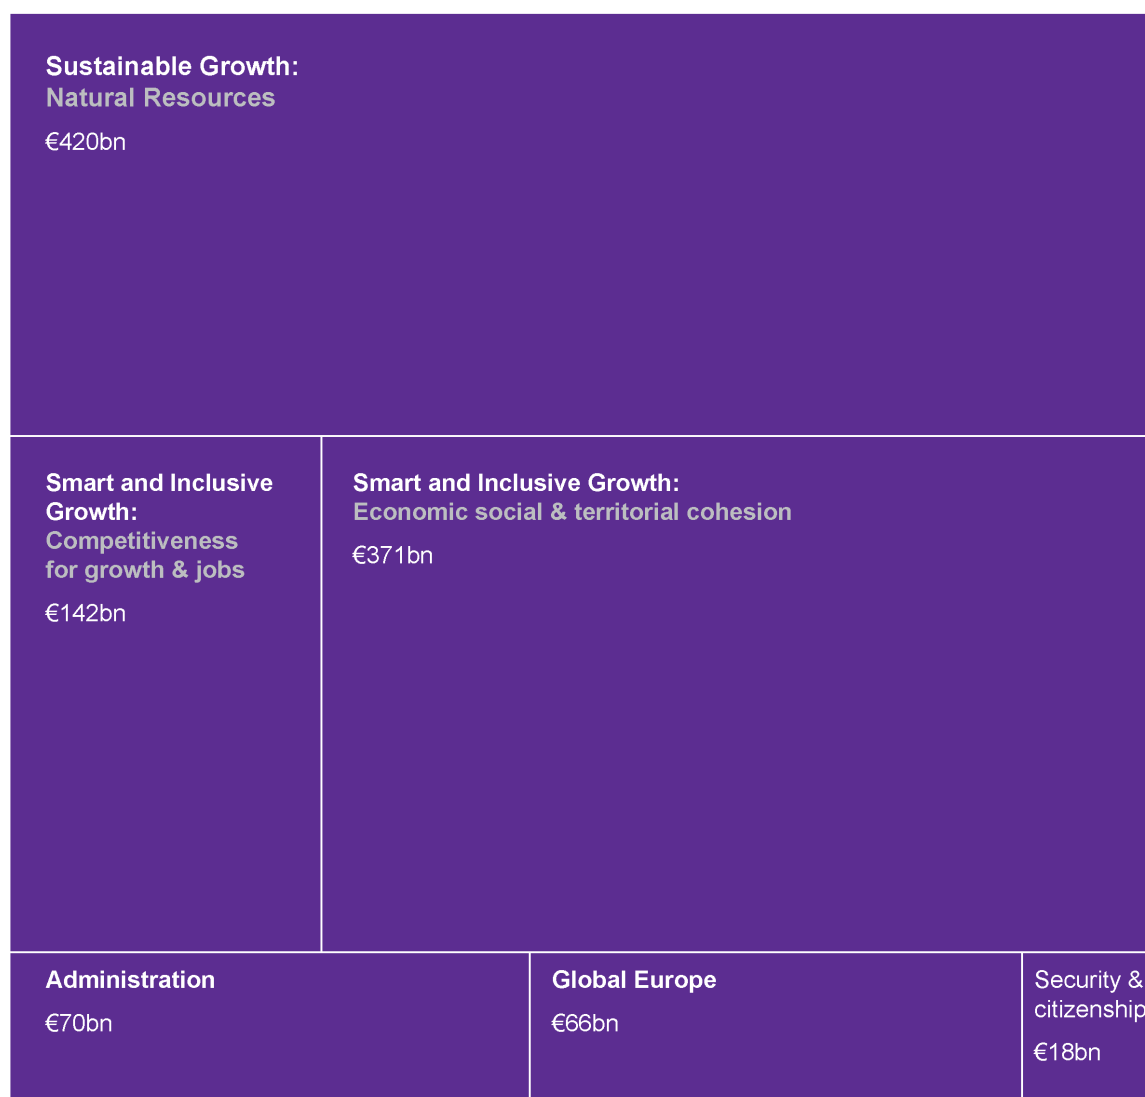 Sustainable Growth:
Natural Resources
€420bn
Smart and Inclusive
Growth:
Competitiveness
for growth & jobs
€142bn
Smart and Inclusive Growth:
Economic social & territorial cohesion
€371bn
Administration
€70bn
Global Europe
€66bn
Security &
citizenship
€18bn